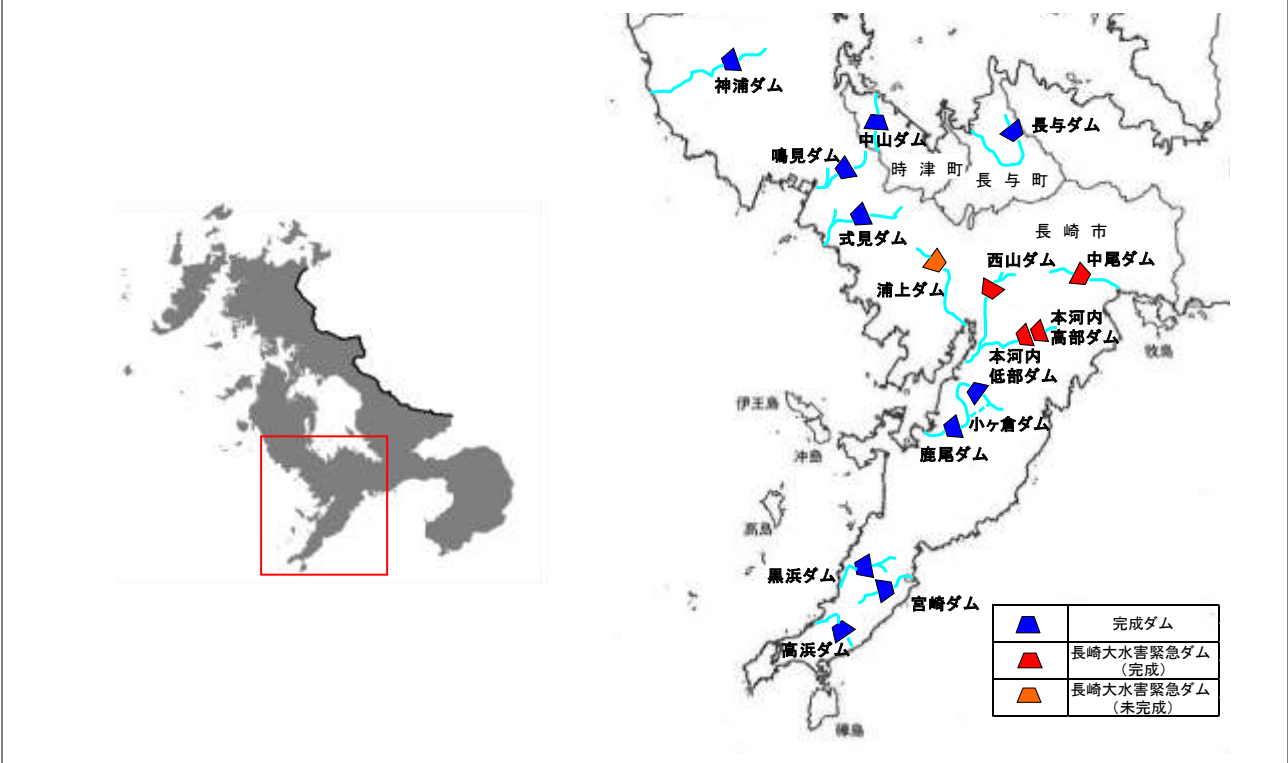 神浦ダム
中山ダム
長与ダム
鳴見ダム
時津町
長与町
式見ダム
長崎市
浦上ダム
西山ダム
中尾ダム
本河内
高部ダム
本河内
低部ダム
牧島
伊王島
小ヶ倉ダム
沖島
鹿尾ダム
高島
黒浜ダム
宮崎ダム
高浜ダム
樺島
完成ダム
長崎大水害緊急ダム
（完成）
長崎大水害緊急ダム
（未完成）